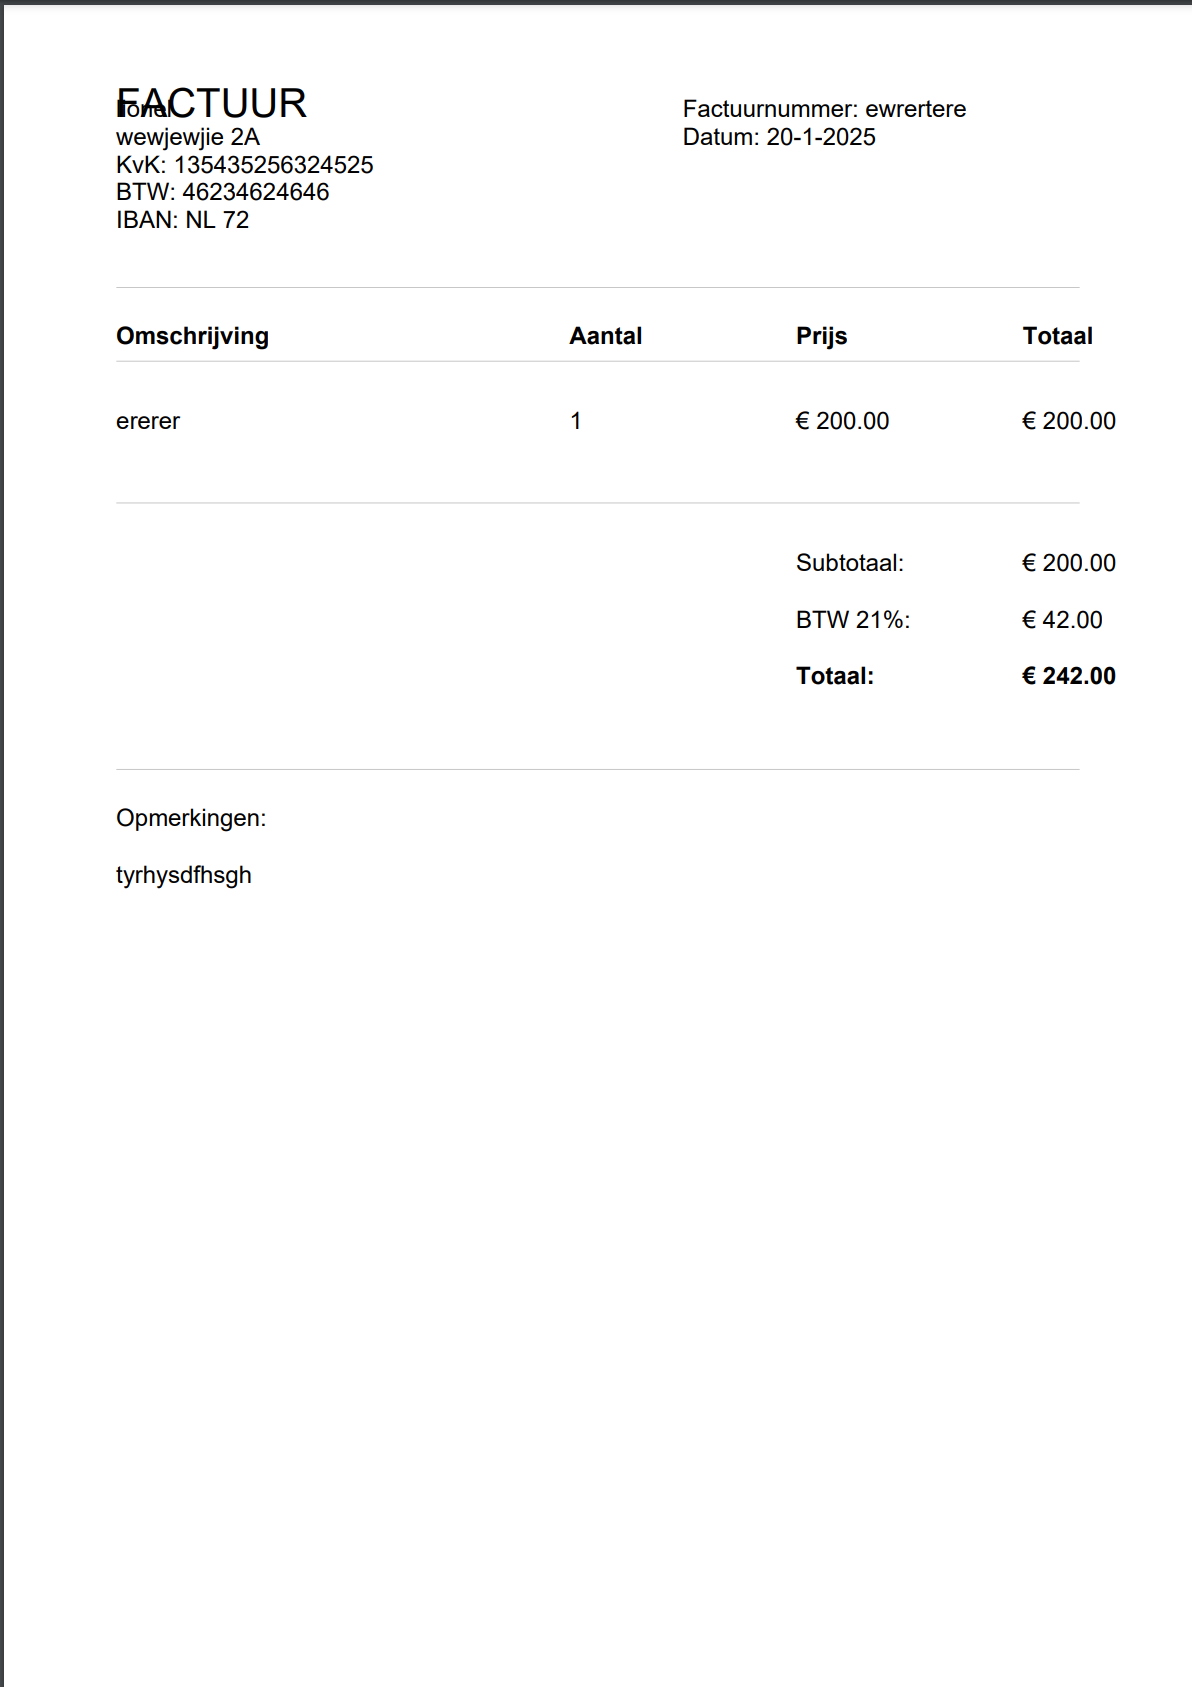 FACTUUR
lionel
wewjewjie 2A
KvK: 135435256324525
BTW: 46234624646
IBAN: NL 72
Factuurnummer: ewrertere
Datum: 20-1-2025
Omschrijving Aantal Prijs Totaal
ererer 1 € 200.00 € 200.00
Subtotaal: € 200.00
BTW 21%: € 42.00
Totaal: € 242.00
Opmerkingen:
tyrhysdfhsgh